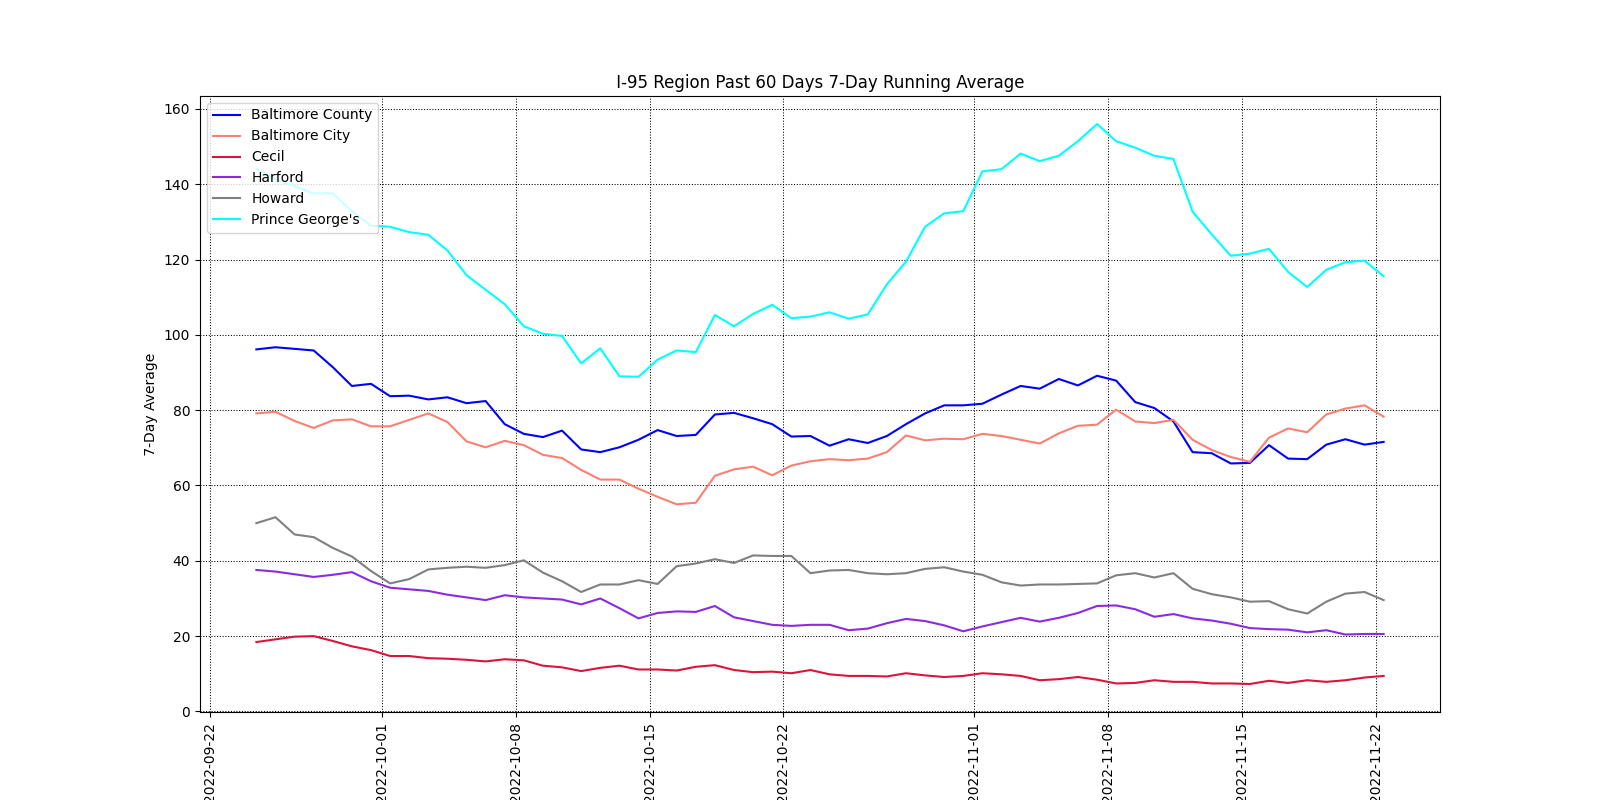 I-95 Region Past 60 Days 7-Day Running Average
Baltimore County
Baltimore City
Cecil
Harford
Howard
Prince George's
7-Day Average
160
140
120
100
80
60
40
20
0
2022-09-22
2022-10-01
2022-10-08
2022-10-15
2022-10-22
2022-11-01
2022-11-08
2022-11-15
2022-11-22